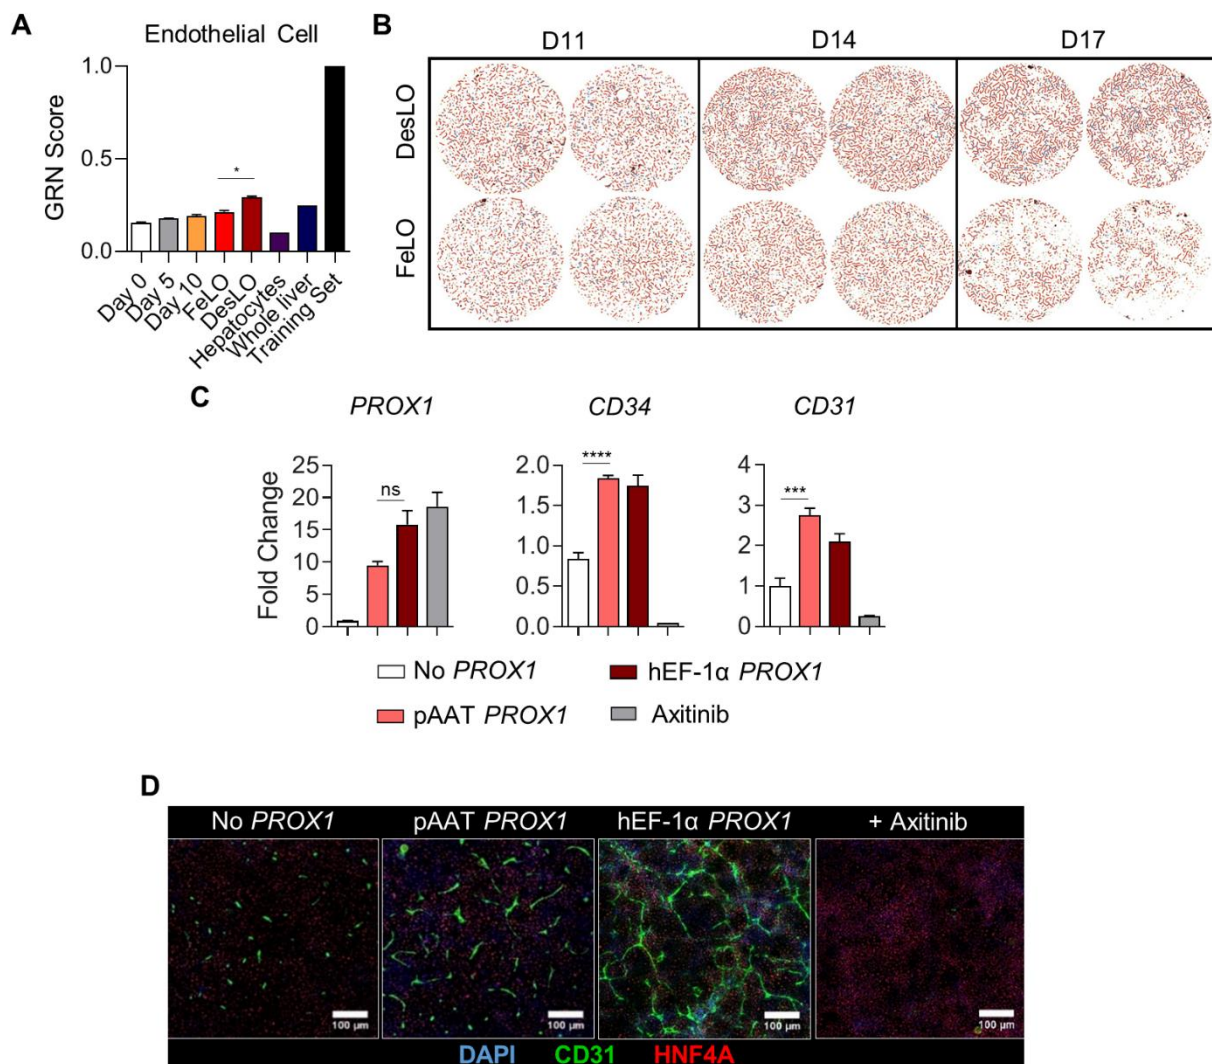 A
Endothelial Cell
GRN Score
1.0
0.5
0.0
*
Day 0
Day 5
Day 10
FeLO
DesLO
Hepatocytes
Whole liver
Training Set
B
D11 D14 D17
DesLO
FeLO
C
PROX1 CD34 CD31
Fold Change
25
20
15
10
5
0
ns
2.0
1.5
1.0
0.5
0.0
****
4
3
2
1
0
***
No PROX1
hEF-1α PROX1
pAAT PROX1
Axitinib
D
No PROX1 pAAT PROX1 hEF-1α PROX1 + Axitinib
100 µm 100 µm 100 µm 100 µm
DAPI CD31 HNF4A